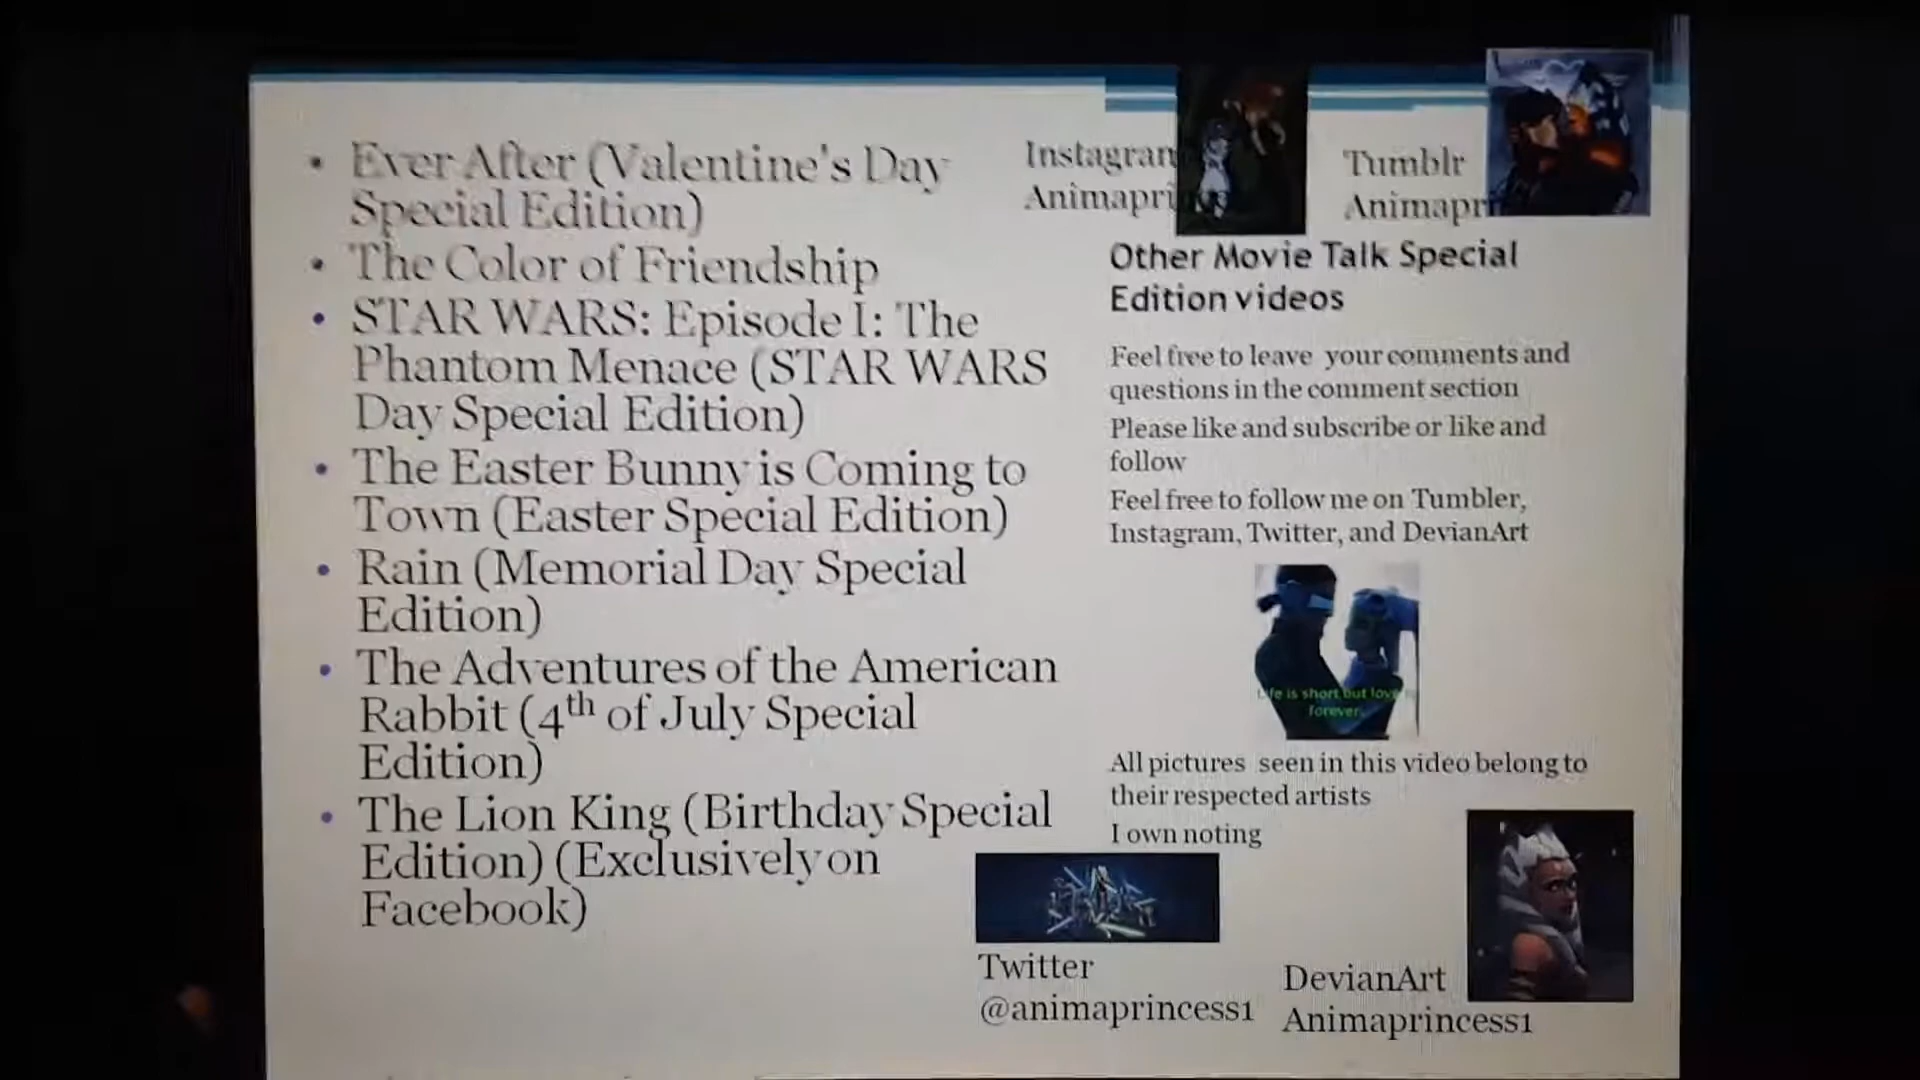 Ever After (Valentine's Day
Special Edition)
The Color of Friendship
STAR WARS: Episode I: The
Phantom Menace (STAR WARS
Day Special Edition)
The Easter Bunny is Coming to
Town (Easter Special Edition)
Rain (Memorial Day Special
Edition)
The Adventures of the American
Rabbit (4th of July Special
Edition)
The Lion King (Birthday Special
Edition) (Exclusively on
Facebook)
Instagram
Animapri
Tumblr
Animapri
Other Movie Talk Special
Edition videos
Feel free to leave your comments and
questions in the comment section
Please like and subscribe or like and
follow
Feel free to follow me on Tumbler,
Instagram, Twitter, and DevianArt
Life is short but love is
forever.
All pictures seen in this video belong to
their respected artists
I own noting
Twitter
@animaprincess1
DevianArt
Animaprincess1